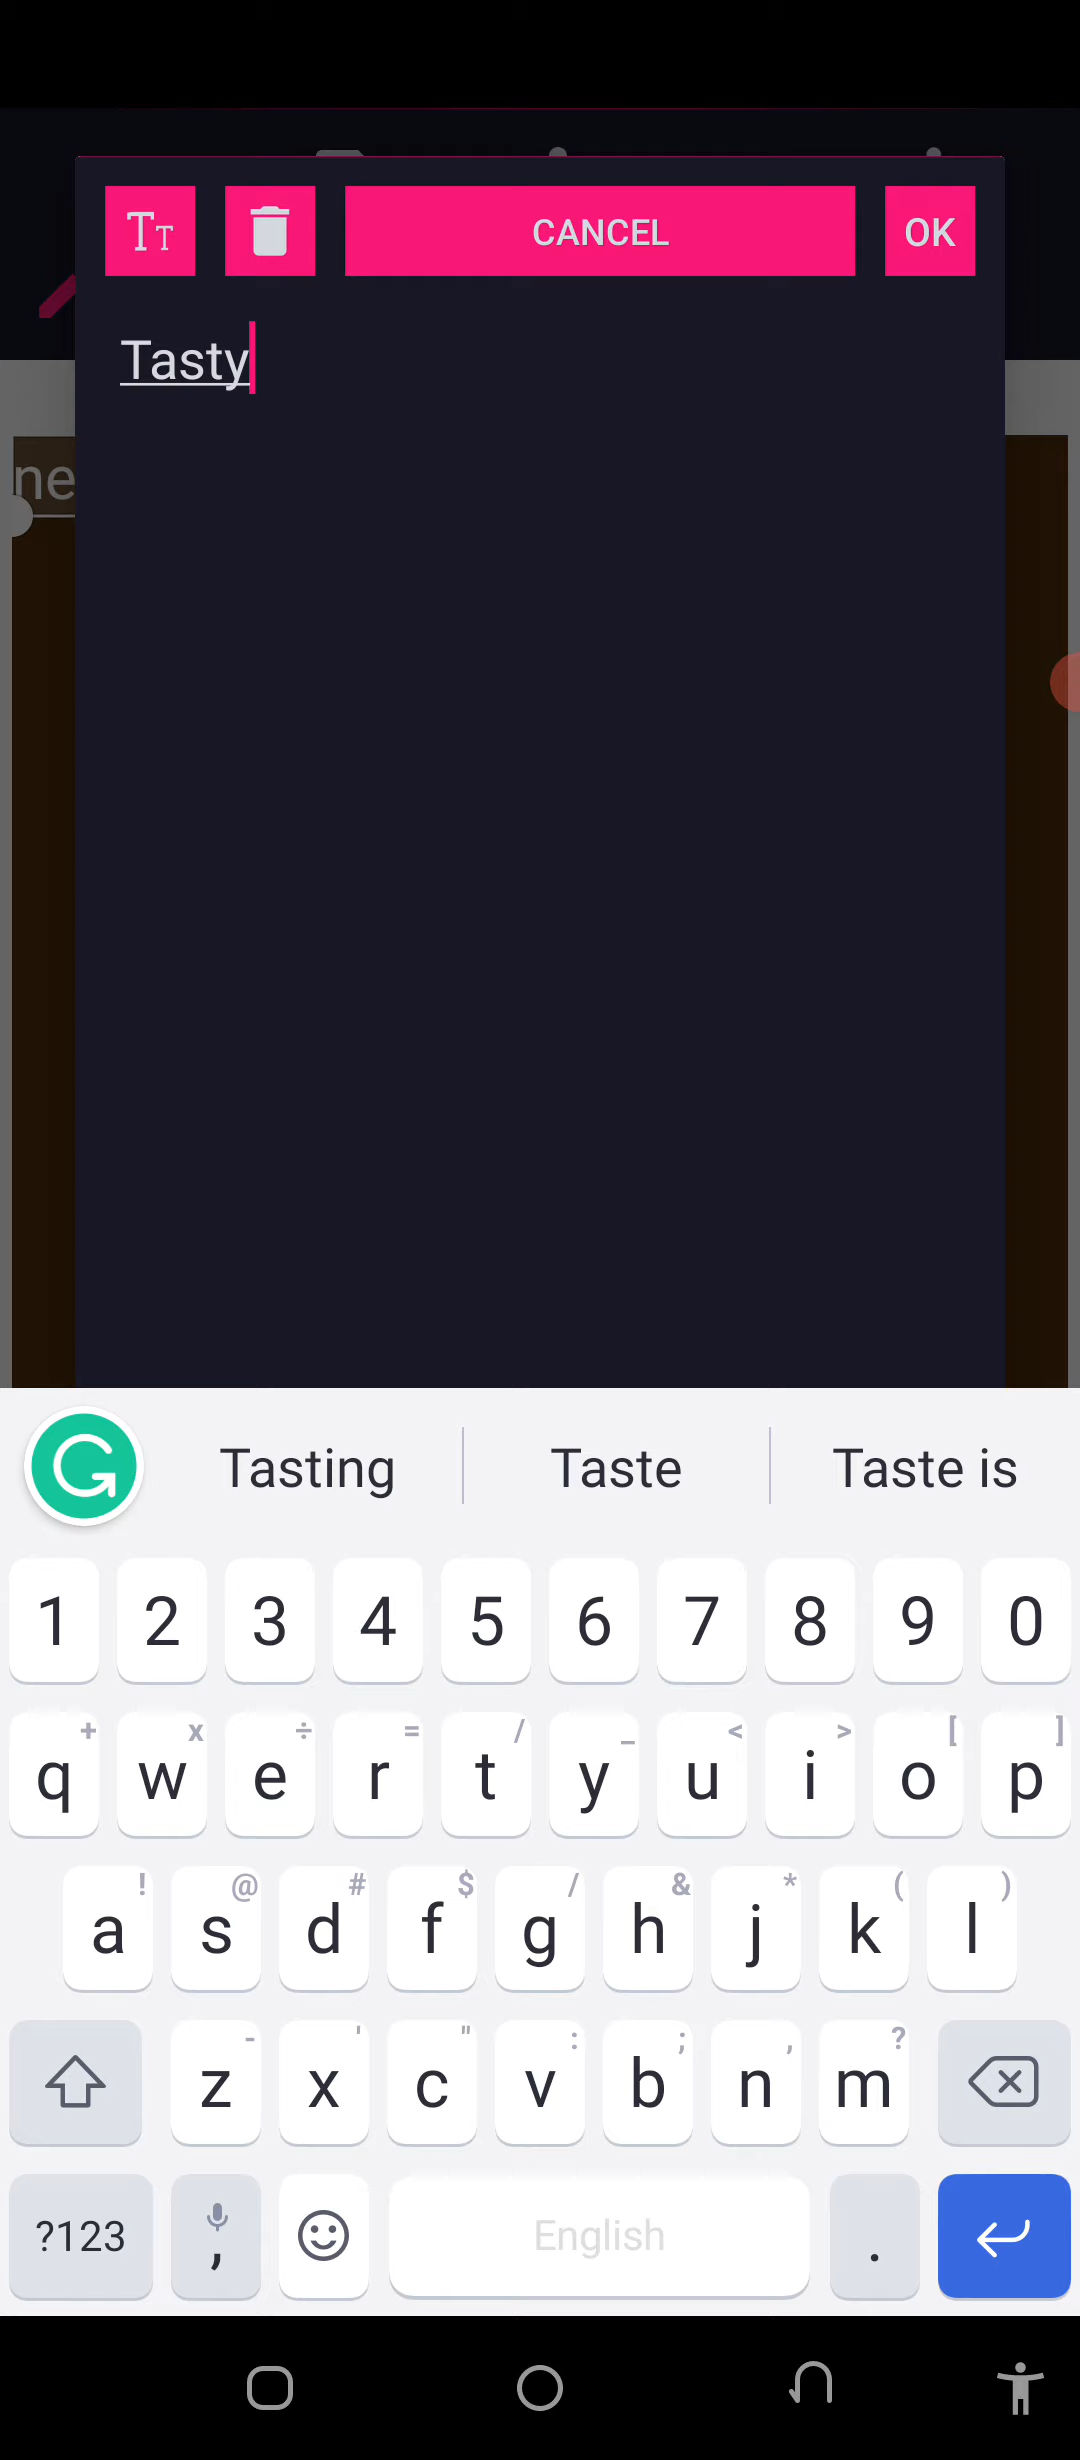 Tt
CANCEL
OK
Tasty
ne
Tasting
Taste
Taste is
1 2 3 4 5 6 7 8 9 0
+ x ÷ = / _ < > [ ]
q w e r t y u i o p
! @ # $ / & * ( )
a s d f g h j k l
- ' " : ; , ?
z x c v b n m
?123 , English .